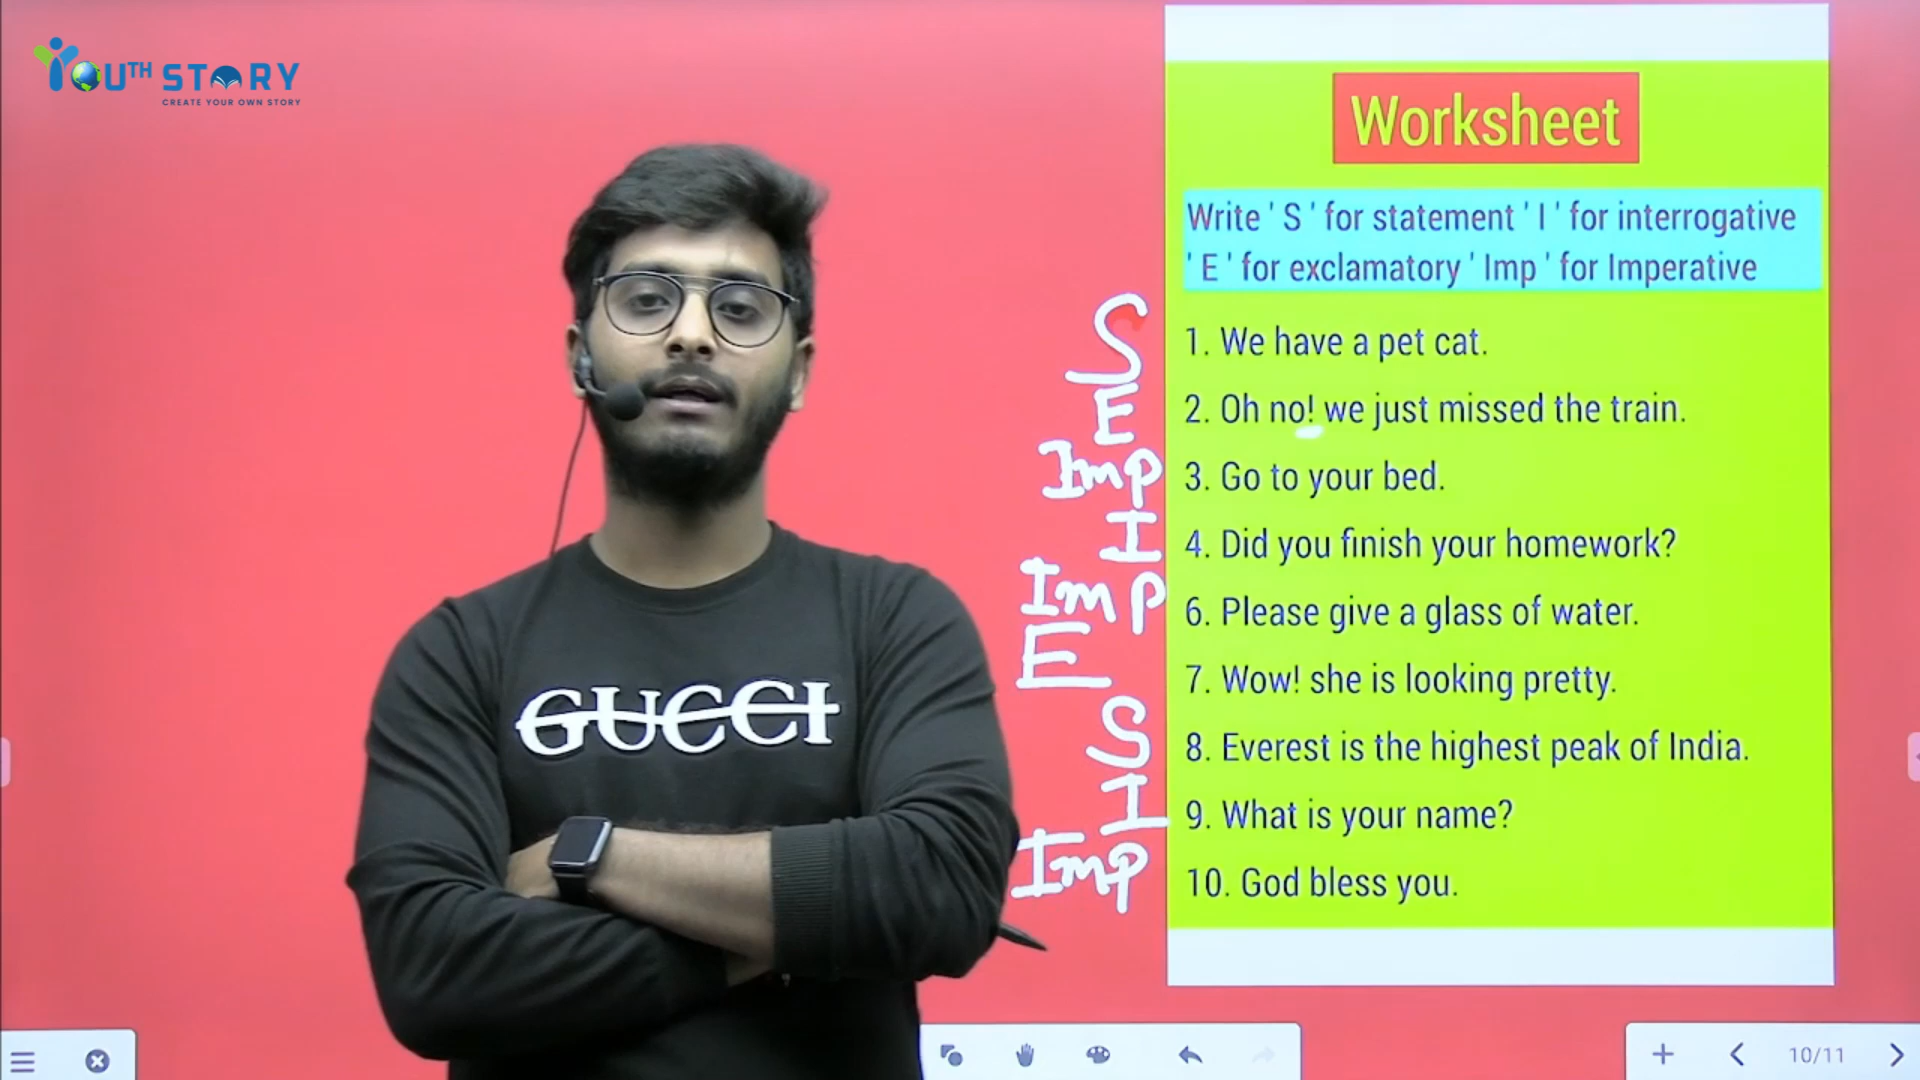 YOUTH STORY
CREATE YOUR OWN STORY
Worksheet
Write ' S ' for statement ' I ' for interrogative
' E ' for exclamatory ' Imp ' for Imperative
S 1. We have a pet cat.
E 2. Oh no! we just missed the train.
Imp 3. Go to your bed.
I 4. Did you finish your homework?
Imp 6. Please give a glass of water.
E 7. Wow! she is looking pretty.
S 8. Everest is the highest peak of India.
I 9. What is your name?
Imp 10. God bless you.
GUCCI
10/11